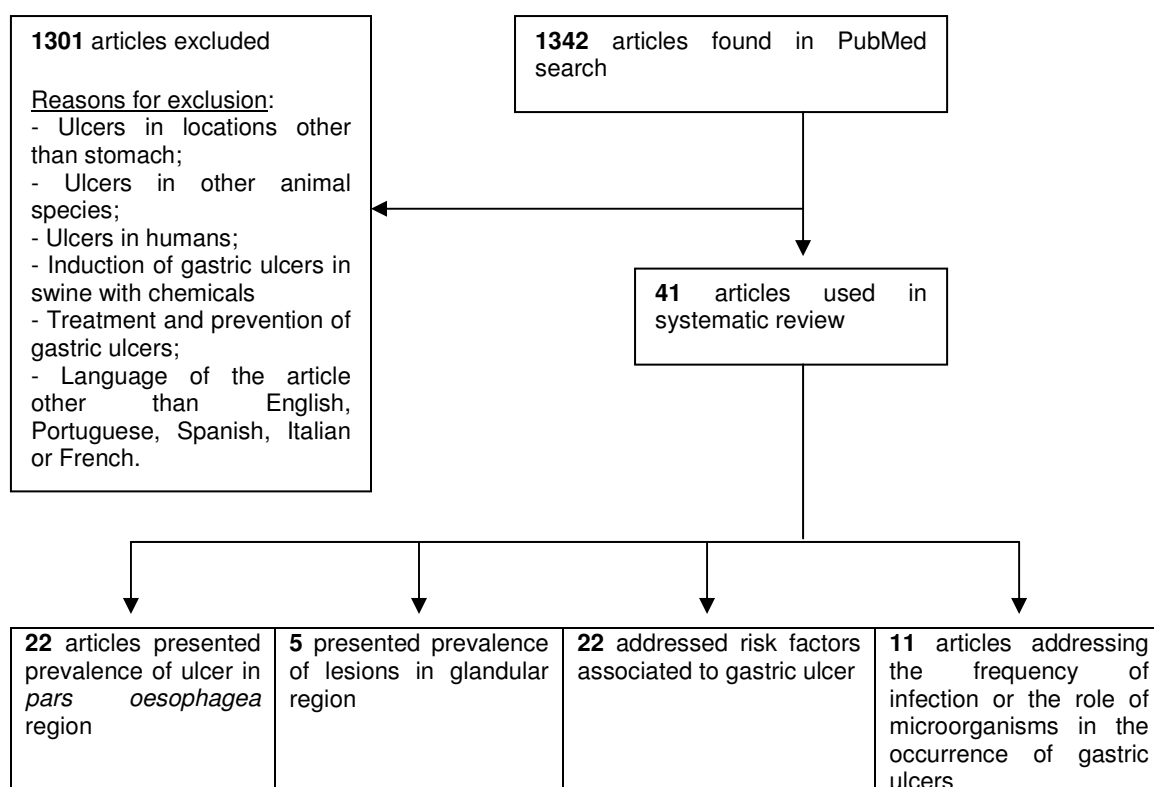 1301 articles excluded
Reasons for exclusion:
- Ulcers in locations other
than stomach;
- Ulcers in other animal
species;
- Ulcers in humans;
- Induction of gastric ulcers in
swine with chemicals
- Treatment and prevention of
gastric ulcers;
- Language of the article
other than English,
Portuguese, Spanish, Italian
or French.
1342 articles found in PubMed
search
41 articles used in
systematic review
22 articles presented
prevalence of ulcer in
pars oesophagea
region
5 presented prevalence
of lesions in glandular
region
22 addressed risk factors
associated to gastric ulcer
11 articles addressing
the frequency of
infection or the role of
microorganisms in the
occurrence of gastric
ulcers